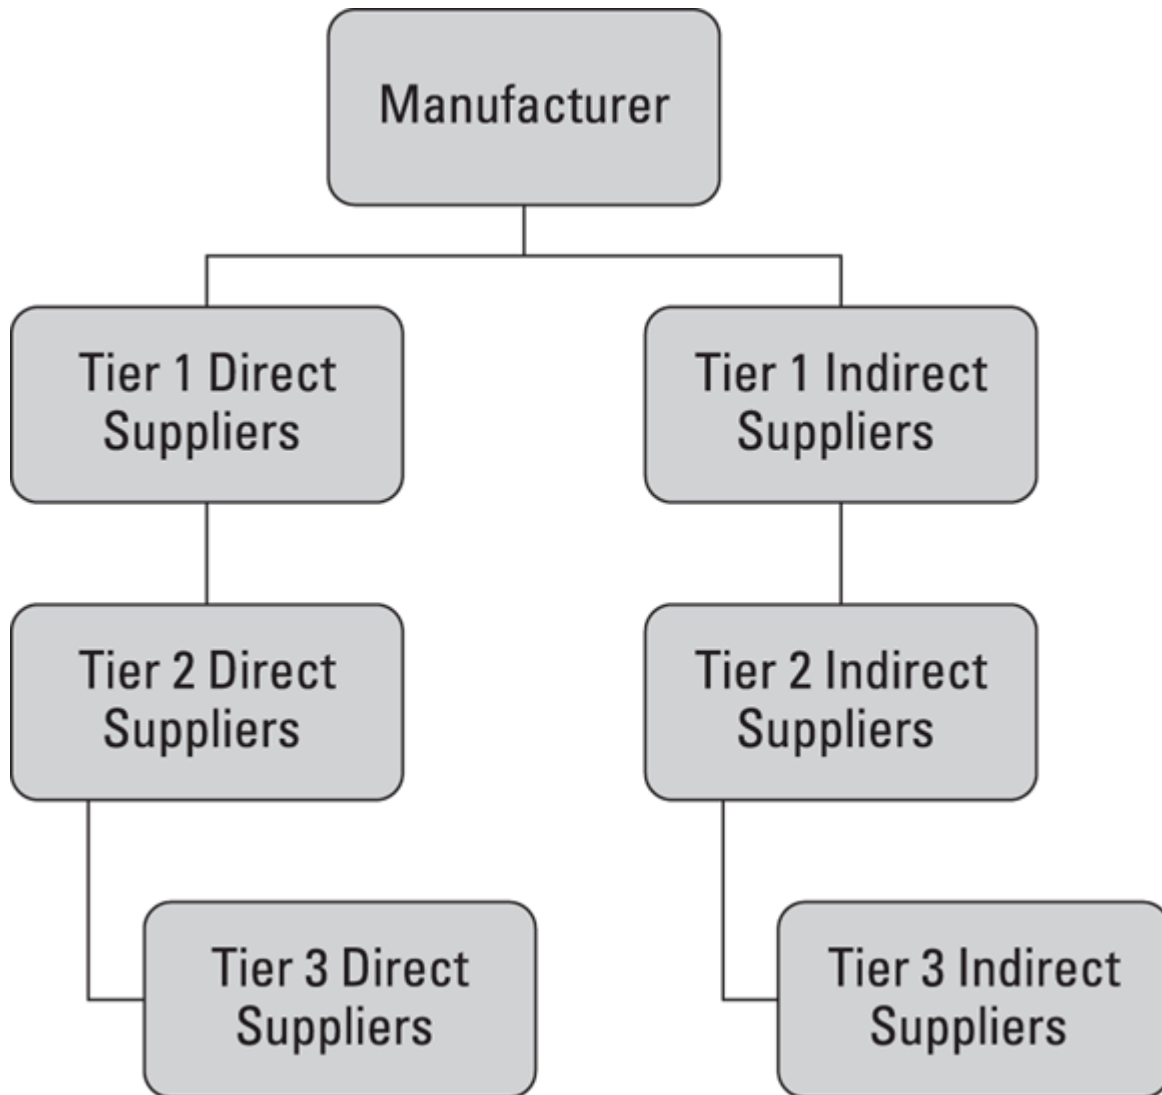 Manufacturer
Tier 1 Direct
Suppliers
Tier 1 Indirect
Suppliers
Tier 2 Direct
Suppliers
Tier 2 Indirect
Suppliers
Tier 3 Direct
Suppliers
Tier 3 Indirect
Suppliers